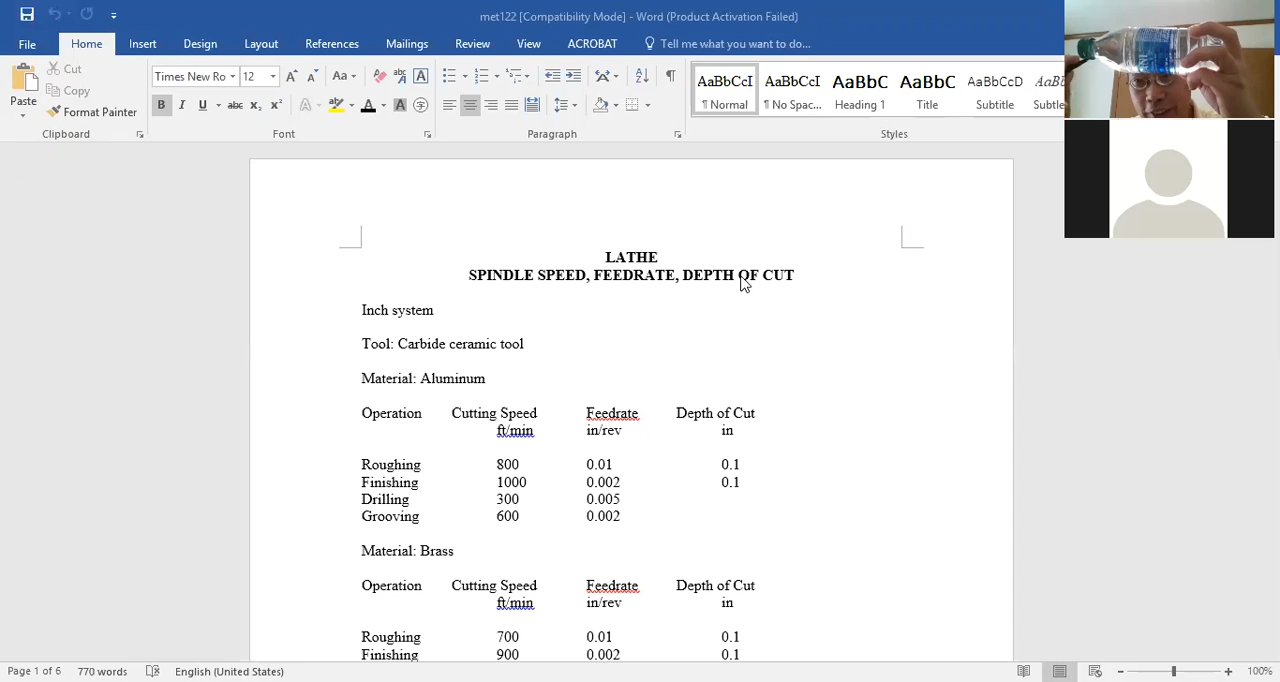 met122 [Compatibility Mode] - Word (Product Activation Failed)
File Home Insert Design Layout References Mailings Review View ACROBAT Tell me what you want to do...
Paste
Cut
Copy
Format Painter
Clipboard
Times New Ro 12
Font
Paragraph
AaBbCcI AaBbCcI AaBbC AaBbC AaBbCcD
¶ Normal ¶ No Spac... Heading 1 Title Subtitle
Styles
LATHE
SPINDLE SPEED, FEEDRATE, DEPTH OF CUT
Inch system
Tool: Carbide ceramic tool
Material: Aluminum
Operation Cutting Speed Feedrate Depth of Cut
ft/min in/rev in
Roughing 800 0.01 0.1
Finishing 1000 0.002 0.1
Drilling 300 0.005
Grooving 600 0.002
Material: Brass
Operation Cutting Speed Feedrate Depth of Cut
ft/min in/rev in
Roughing 700 0.01 0.1
Finishing 900 0.002 0.1
Page 1 of 6 770 words English (United States) 100%